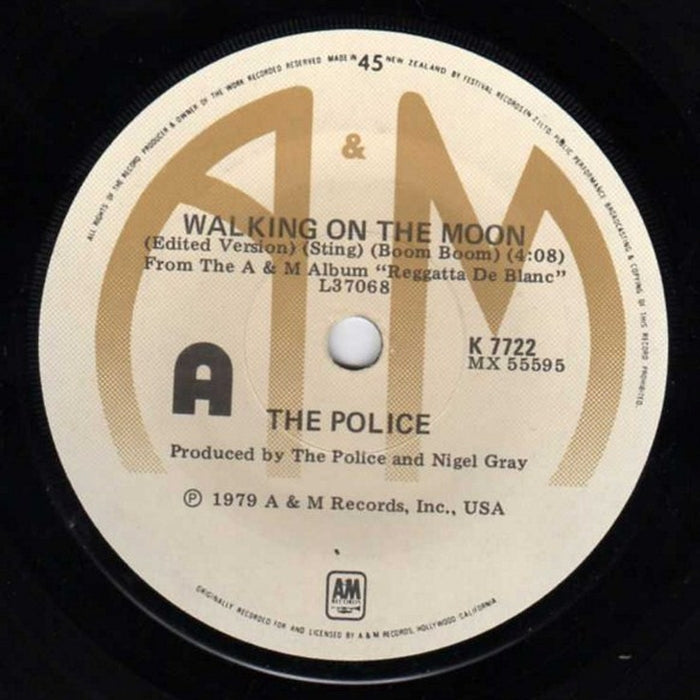 ALL RIGHTS OF THE RECORD PRODUCER & OWNER OF THE WORK RECORDED RESERVED MADE IN 45 NEW ZEALAND BY FESTIVAL RECORDS (N Z) LTD. PUBLIC PERFORMANCE BROADCASTING & COPYING OF THIS RECORD PROHIBITED.
A & M
WALKING ON THE MOON
(Edited Version) (Sting) (Boom Boom) (4:08)
From The A & M Album "Reggatta De Blanc"
L37068
K 7722
MX 55595
A
THE POLICE
Produced by The Police and Nigel Gray
℗ 1979 A & M Records, Inc., USA
A&M
RECORDS
ORIGINALLY RECORDED FOR AND LICENSED BY A & M RECORDS, HOLLYWOOD CALIFORNIA